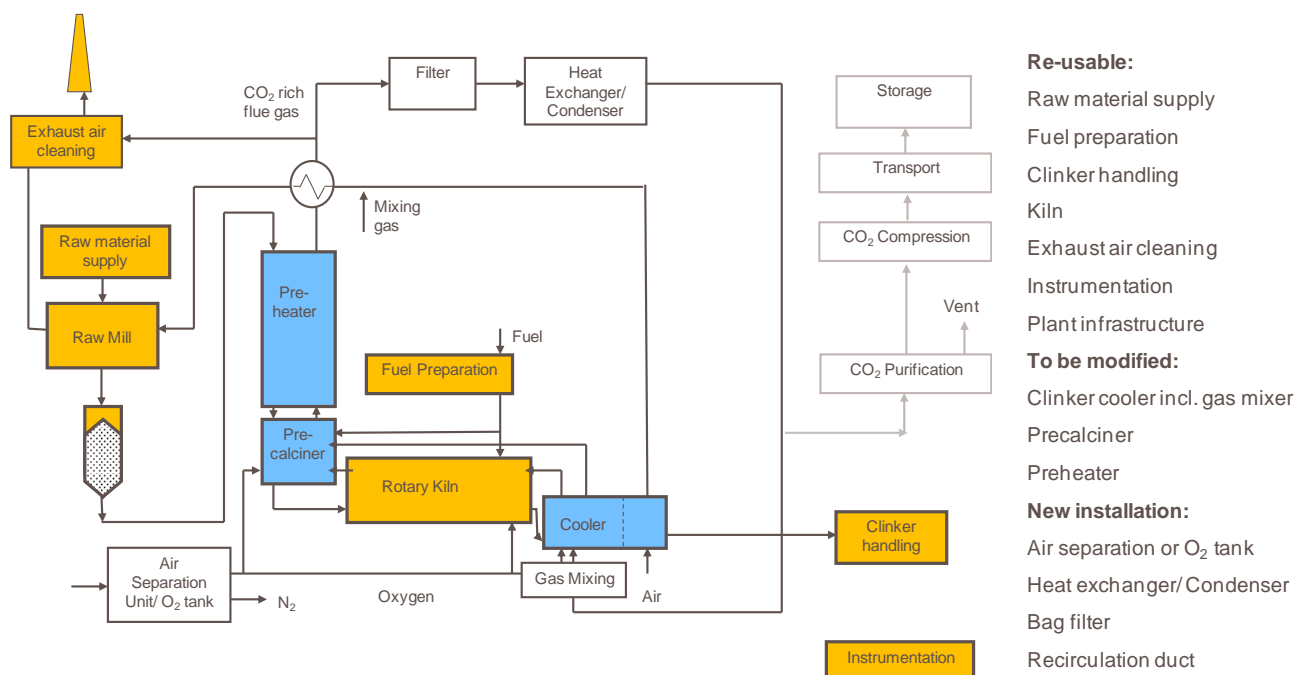 CO₂ rich
flue gas
Filter
Heat
Exchanger/
Condenser
Exhaust air
cleaning
Mixing
gas
Raw material
supply
Raw Mill
Pre-
heater
Fuel
Fuel Preparation
Pre-
calciner
Rotary Kiln
Cooler
Clinker
handling
Air
Separation
Unit/ O₂ tank
N₂
Oxygen
Gas Mixing
Air
Instrumentation
Storage
Transport
CO₂ Compression
Vent
CO₂ Purification
Re-usable:
Raw material supply
Fuel preparation
Clinker handling
Kiln
Exhaust air cleaning
Instrumentation
Plant infrastructure
To be modified:
Clinker cooler incl. gas mixer
Precalciner
Preheater
New installation:
Air separation or O₂ tank
Heat exchanger/ Condenser
Bag filter
Recirculation duct